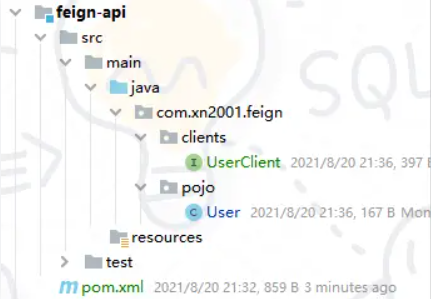 feign-api
src
main
java
com.xn2001.feign
clients
UserClient 2021/8/20 21:36, 397 B
pojo
User 2021/8/20 21:36, 167 B Mon
resources
test
pom.xml 2021/8/20 21:32, 859 B 3 minutes ago
SQL